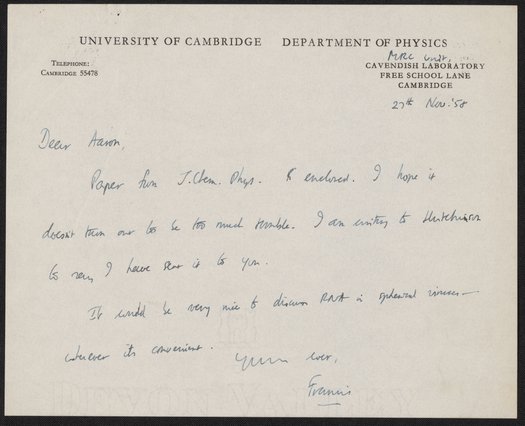 UNIVERSITY OF CAMBRIDGE DEPARTMENT OF PHYSICS
TELEPHONE:
CAMBRIDGE 55478
MRC Unit,
CAVENDISH LABORATORY
FREE SCHOOL LANE
CAMBRIDGE
27th Nov. '58
Dear Aaron,
Paper from J. Chem. Phys. is enclosed. I hope it
doesn't turn out to be too much trouble. I am writing to Hutchinson
to say I have sent it to you.
It would be very nice to discuss RNA in spherical viruses —
whenever its convenient.
Yours ever,
Francis